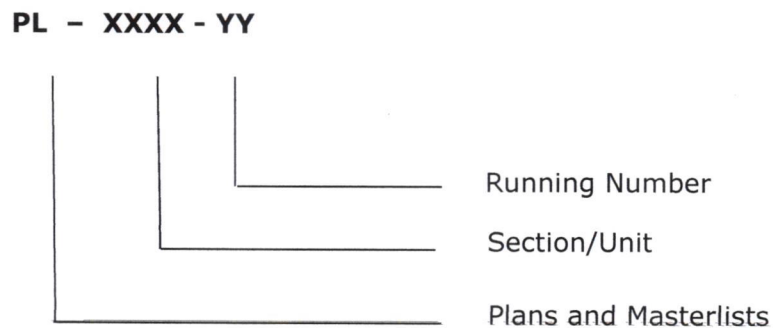 PL – XXXX - YY
Running Number
Section/Unit
Plans and Masterlists